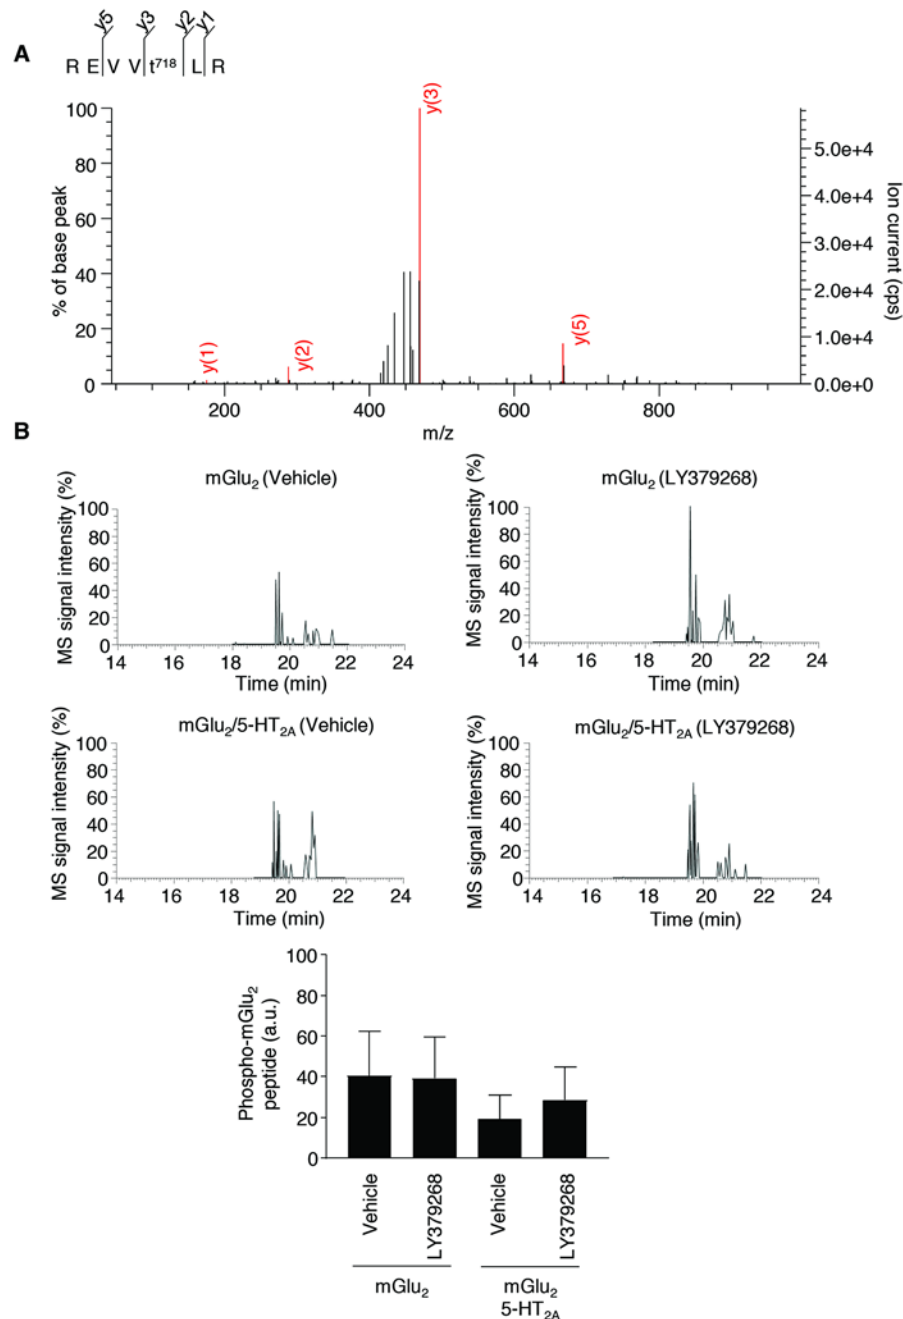 A
y5 y3 y2 y1
R E V V t⁷¹⁸ L R
% of base peak
100
80
60
40
20
0
y(1)
y(2)
y(3)
y(5)
5.0e+4
4.0e+4
3.0e+4
2.0e+4
1.0e+4
0.0e+0
Ion current (cps)
200 400 600 800
m/z
B
mGlu₂ (Vehicle)
MS signal intensity (%)
100
80
60
40
20
0
14 16 18 20 22 24
Time (min)
mGlu₂ (LY379268)
MS signal intensity (%)
100
80
60
40
20
0
14 16 18 20 22 24
Time (min)
mGlu₂/5-HT₂A (Vehicle)
MS signal intensity (%)
100
80
60
40
20
0
14 16 18 20 22 24
Time (min)
mGlu₂/5-HT₂A (LY379268)
MS signal intensity (%)
100
80
60
40
20
0
14 16 18 20 22 24
Time (min)
Phospho-mGlu₂
peptide (a.u.)
100
80
60
40
20
0
Vehicle
LY379268
Vehicle
LY379268
mGlu₂
mGlu₂
5-HT₂A